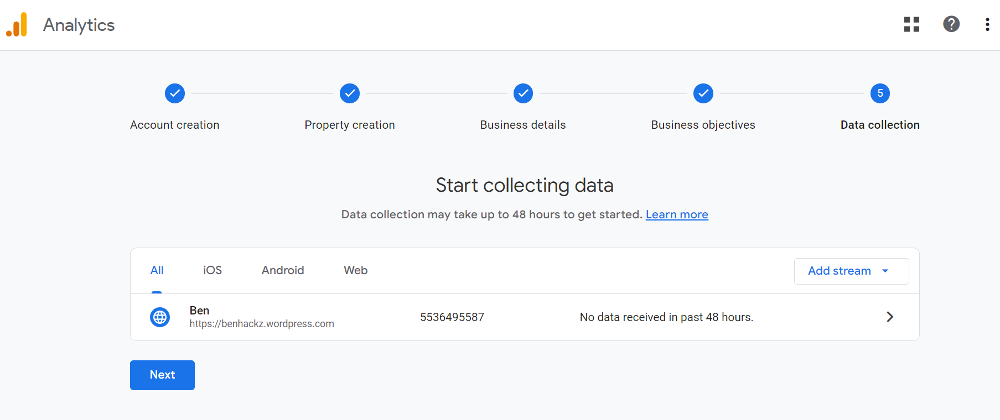 Analytics
5
Account creation
Property creation
Business details
Business objectives
Data collection
Start collecting data
Data collection may take up to 48 hours to get started. Learn more
All iOS Android Web Add stream
Ben
https://benhackz.wordpress.com
5536495587
No data received in past 48 hours.
Next